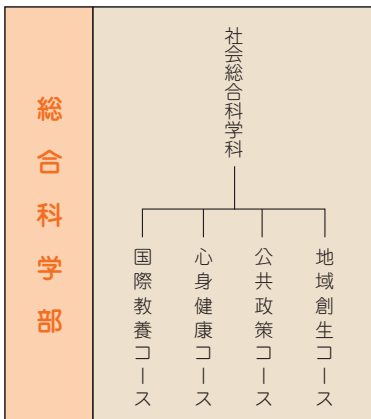 総合科学部
社会総合科学科
国際教養コース
心身健康コース
公共政策コース
地域創生コース